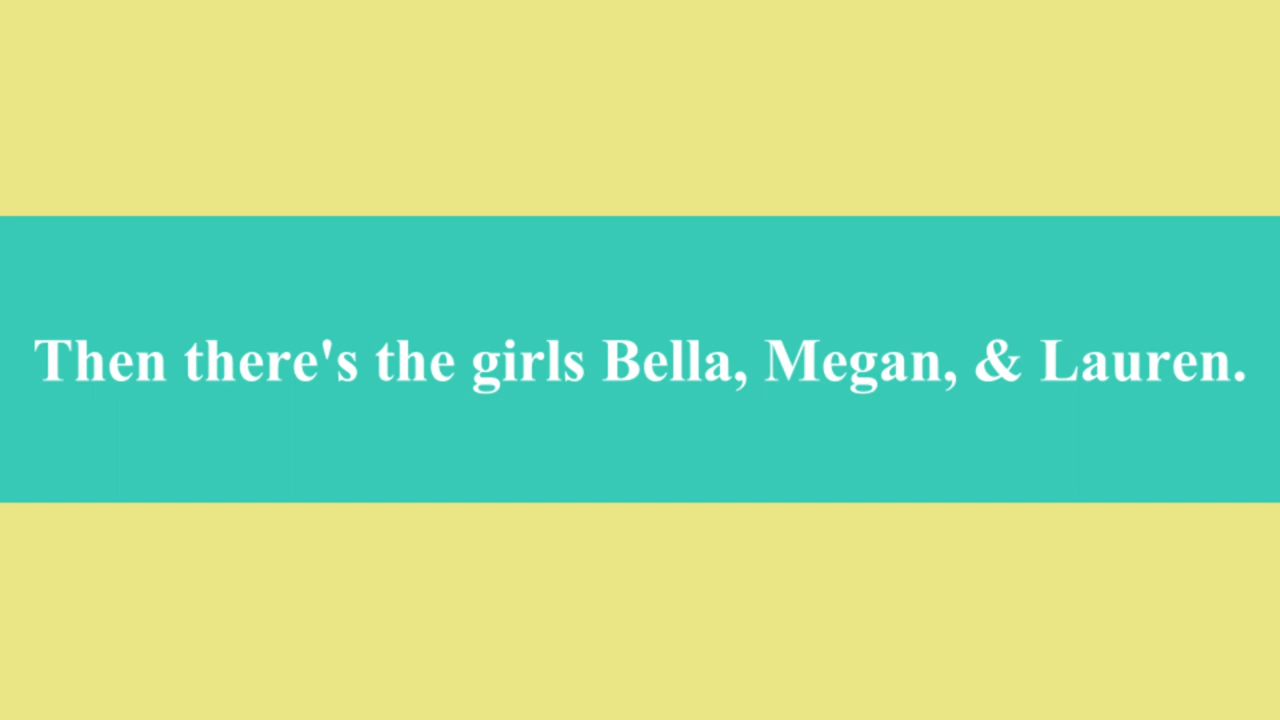 Then there's the girls Bella, Megan, & Lauren.